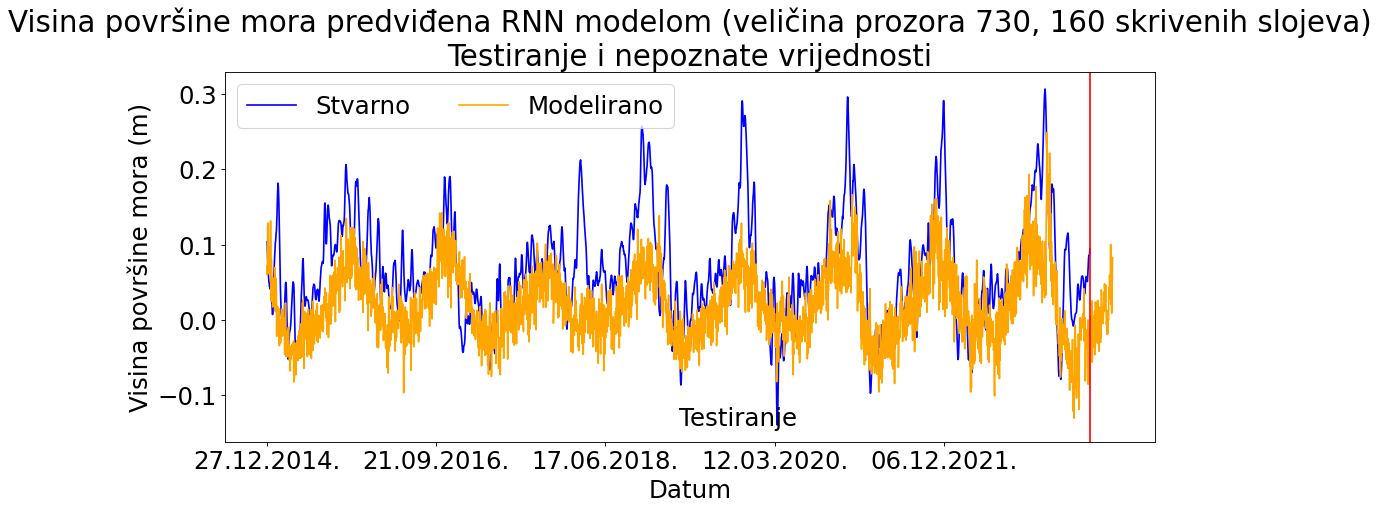 Visina površine mora predviđena RNN modelom (veličina prozora 730, 160 skrivenih slojeva)
Testiranje i nepoznate vrijednosti
Stvarno
Modelirano
Visina površine mora (m)
0.3
0.2
0.1
0.0
−0.1
Testiranje
27.12.2014.
21.09.2016.
17.06.2018.
12.03.2020.
06.12.2021.
Datum